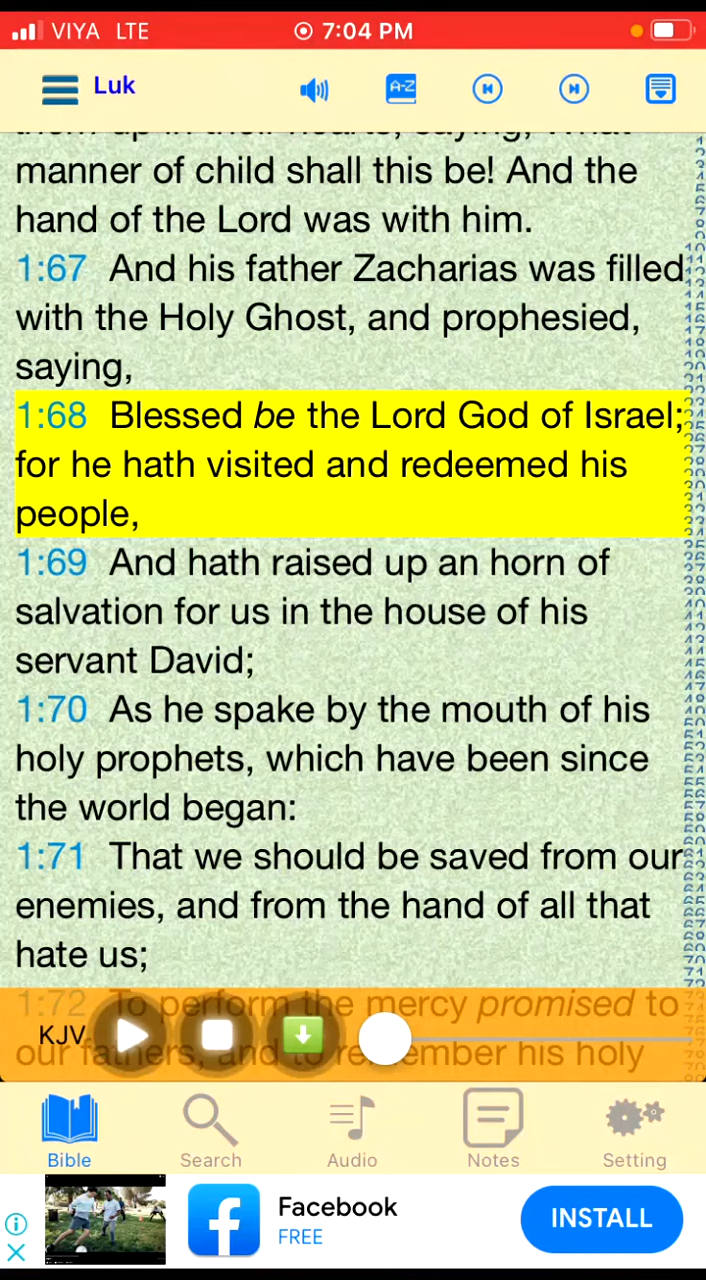 VIYA LTE 7:04 PM
Luk
A-Z
manner of child shall this be! And the
hand of the Lord was with him.
1:67 And his father Zacharias was filled
with the Holy Ghost, and prophesied,
saying,
1:68 Blessed be the Lord God of Israel;
for he hath visited and redeemed his
people,
1:69 And hath raised up an horn of
salvation for us in the house of his
servant David;
1:70 As he spake by the mouth of his
holy prophets, which have been since
the world began:
1:71 That we should be saved from our
enemies, and from the hand of all that
hate us;
1:72 To perform the mercy promised to
KJV
our fathers, and to remember his holy
Bible Search Audio Notes Setting
Facebook
FREE
INSTALL